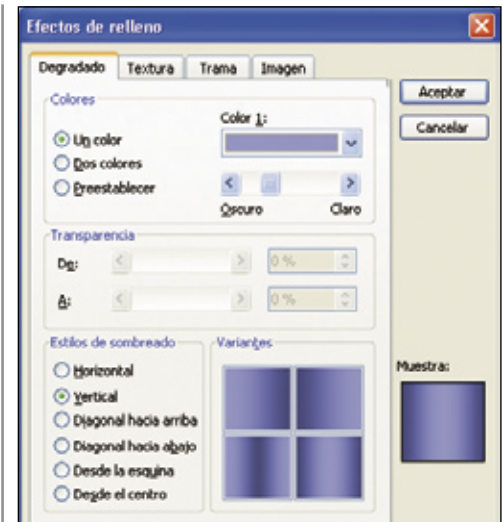 Efectos de relleno
Degradado Textura Trama Imagen
Aceptar
Cancelar
Colores
Color 1:
Un color
Dos colores
Preestablecer
Oscuro Claro
Transparencia
De: 0 %
A: 0 %
Estilos de sombreado
Horizontal
Vertical
Diagonal hacia arriba
Diagonal hacia abajo
Desde la esquina
Desde el centro
Variantes
Muestra: